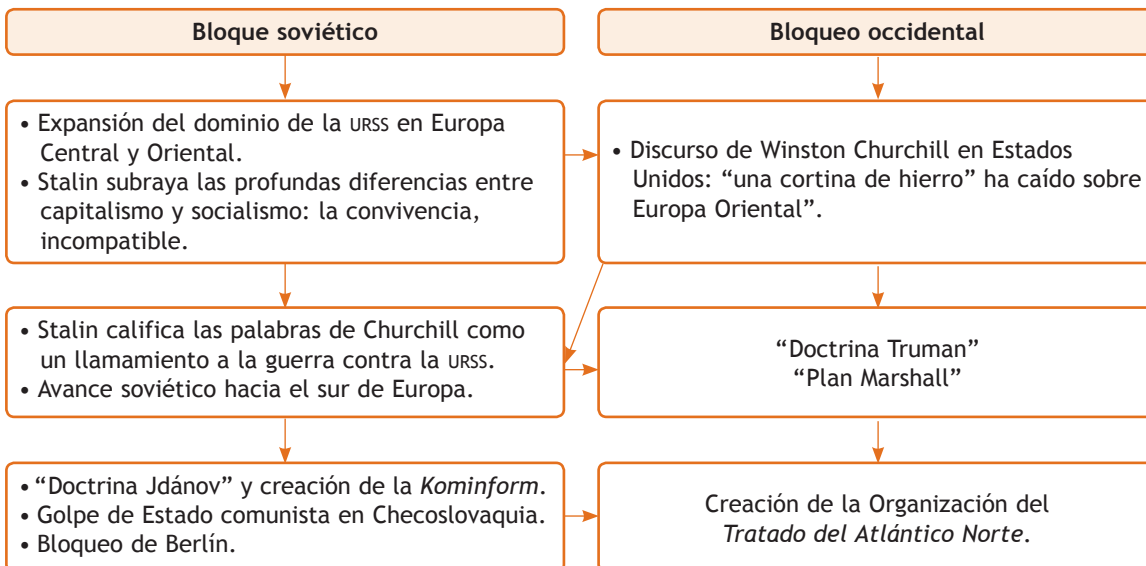 Bloque soviético
Bloqueo occidental
• Expansión del dominio de la URSS en Europa
Central y Oriental.
• Stalin subraya las profundas diferencias entre
capitalismo y socialismo: la convivencia,
incompatible.
• Discurso de Winston Churchill en Estados
Unidos: “una cortina de hierro” ha caído sobre
Europa Oriental”.
• Stalin califica las palabras de Churchill como
un llamamiento a la guerra contra la URSS.
• Avance soviético hacia el sur de Europa.
“Doctrina Truman”
“Plan Marshall”
• “Doctrina Jdánov” y creación de la Kominform.
• Golpe de Estado comunista en Checoslovaquia.
• Bloqueo de Berlín.
Creación de la Organización del
Tratado del Atlántico Norte.